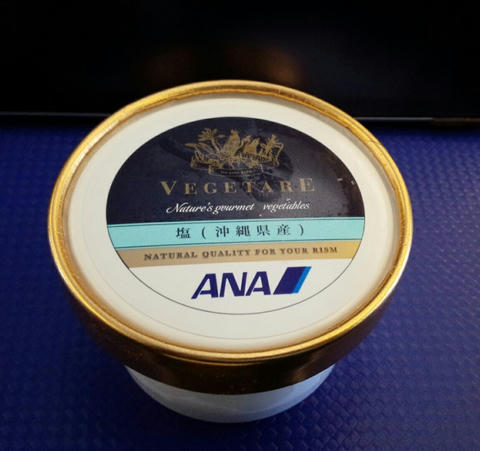 VEGETARE
Nature's gourmet vegetables
塩 ( 沖縄県産 )
NATURAL QUALITY FOR YOUR RISM
ANA